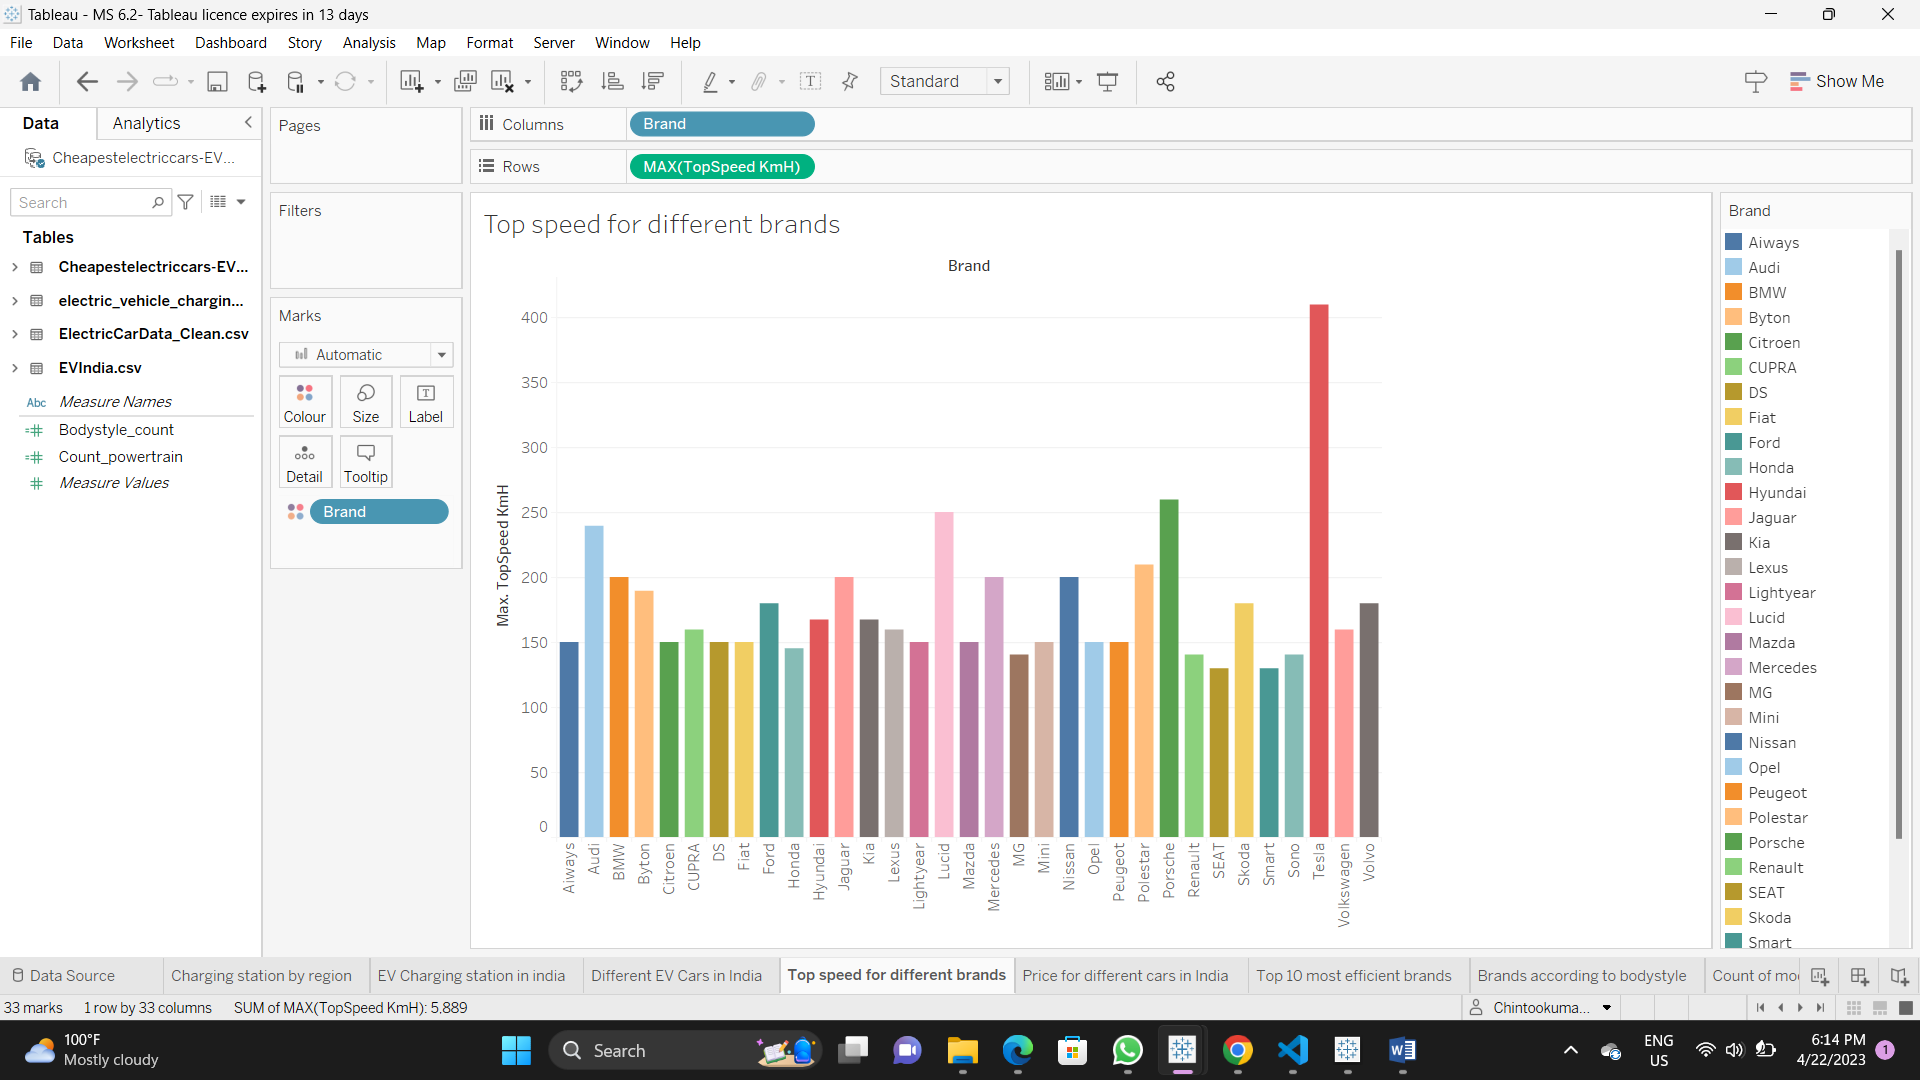 Tableau - MS 6.2- Tableau licence expires in 13 days
File Data Worksheet Dashboard Story Analysis Map Format Server Window Help
Standard
Show Me
Data Analytics
Cheapestelectriccars-EV...
Search
Tables
Cheapestelectriccars-EV...
electric_vehicle_chargin...
ElectricCarData_Clean.csv
EVIndia.csv
Abc Measure Names
Bodystyle_count
Count_powertrain
Measure Values
Pages
Filters
Marks
Automatic
Colour Size Label
Detail Tooltip
Brand
Columns Brand
Rows MAX(TopSpeed KmH)
Top speed for different brands
Brand
Max. TopSpeed KmH
400
350
300
250
200
150
100
50
0
Aiways
Audi
BMW
Byton
Citroen
CUPRA
DS
Fiat
Ford
Honda
Hyundai
Jaguar
Kia
Lexus
Lightyear
Lucid
Mazda
Mercedes
MG
Mini
Nissan
Opel
Peugeot
Polestar
Porsche
Renault
SEAT
Skoda
Smart
Sono
Tesla
Volkswagen
Volvo
Brand
Aiways
Audi
BMW
Byton
Citroen
CUPRA
DS
Fiat
Ford
Honda
Hyundai
Jaguar
Kia
Lexus
Lightyear
Lucid
Mazda
Mercedes
MG
Mini
Nissan
Opel
Peugeot
Polestar
Porsche
Renault
SEAT
Skoda
Smart
Data Source Charging station by region EV Charging station in india Different EV Cars in India Top speed for different brands Price for different cars in India Top 10 most efficient brands Brands according to bodystyle Count of mo
33 marks 1 row by 33 columns SUM of MAX(TopSpeed KmH): 5,889
Chintookuma...
100°F
Mostly cloudy
Search
ENG
US
6:14 PM
4/22/2023
1